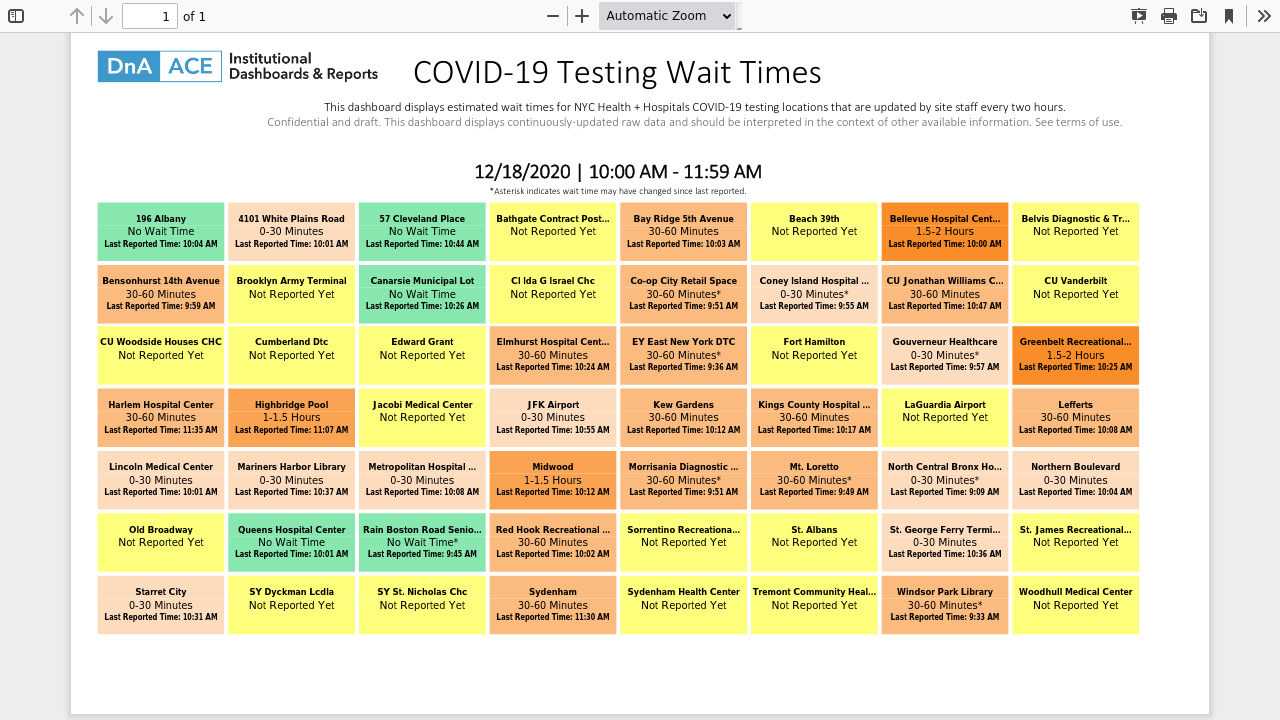 1 of 1
Automatic Zoom
DnA ACE Institutional
Dashboards & Reports
COVID-19 Testing Wait Times
This dashboard displays estimated wait times for NYC Health + Hospitals COVID-19 testing locations that are updated by site staff every two hours.
Confidential and draft. This dashboard displays continuously-updated raw data and should be interpreted in the context of other available information. See terms of use.
12/18/2020 | 10:00 AM - 11:59 AM
*Asterisk indicates wait time may have changed since last reported.
196 Albany
No Wait Time
Last Reported Time: 10:04 AM
4101 White Plains Road
0-30 Minutes
Last Reported Time: 10:01 AM
57 Cleveland Place
No Wait Time
Last Reported Time: 10:44 AM
Bathgate Contract Post...
Not Reported Yet
Bay Ridge 5th Avenue
30-60 Minutes
Last Reported Time: 10:03 AM
Beach 39th
Not Reported Yet
Bellevue Hospital Cent...
1.5-2 Hours
Last Reported Time: 10:00 AM
Belvis Diagnostic & Tr...
Not Reported Yet
Bensonhurst 14th Avenue
30-60 Minutes
Last Reported Time: 9:59 AM
Brooklyn Army Terminal
Not Reported Yet
Canarsie Municipal Lot
No Wait Time
Last Reported Time: 10:26 AM
CI Ida G Israel Chc
Not Reported Yet
Co-op City Retail Space
30-60 Minutes*
Last Reported Time: 9:51 AM
Coney Island Hospital ...
0-30 Minutes*
Last Reported Time: 9:55 AM
CU Jonathan Williams C...
30-60 Minutes
Last Reported Time: 10:47 AM
CU Vanderbilt
Not Reported Yet
CU Woodside Houses CHC
Not Reported Yet
Cumberland Dtc
Not Reported Yet
Edward Grant
Not Reported Yet
Elmhurst Hospital Cent...
30-60 Minutes
Last Reported Time: 10:24 AM
EY East New York DTC
30-60 Minutes*
Last Reported Time: 9:36 AM
Fort Hamilton
Not Reported Yet
Gouverneur Healthcare
0-30 Minutes*
Last Reported Time: 9:57 AM
Greenbelt Recreational...
1.5-2 Hours
Last Reported Time: 10:25 AM
Harlem Hospital Center
30-60 Minutes
Last Reported Time: 11:35 AM
Highbridge Pool
1-1.5 Hours
Last Reported Time: 11:07 AM
Jacobi Medical Center
Not Reported Yet
JFK Airport
0-30 Minutes
Last Reported Time: 10:55 AM
Kew Gardens
30-60 Minutes
Last Reported Time: 10:12 AM
Kings County Hospital ...
30-60 Minutes
Last Reported Time: 10:17 AM
LaGuardia Airport
Not Reported Yet
Lefferts
30-60 Minutes
Last Reported Time: 10:08 AM
Lincoln Medical Center
0-30 Minutes
Last Reported Time: 10:01 AM
Mariners Harbor Library
0-30 Minutes
Last Reported Time: 10:37 AM
Metropolitan Hospital ...
0-30 Minutes
Last Reported Time: 10:08 AM
Midwood
1-1.5 Hours
Last Reported Time: 10:12 AM
Morrisania Diagnostic ...
30-60 Minutes*
Last Reported Time: 9:51 AM
Mt. Loretto
30-60 Minutes*
Last Reported Time: 9:49 AM
North Central Bronx Ho...
0-30 Minutes*
Last Reported Time: 9:09 AM
Northern Boulevard
0-30 Minutes
Last Reported Time: 10:04 AM
Old Broadway
Not Reported Yet
Queens Hospital Center
No Wait Time
Last Reported Time: 10:01 AM
Rain Boston Road Senio...
No Wait Time*
Last Reported Time: 9:45 AM
Red Hook Recreational ...
30-60 Minutes
Last Reported Time: 10:02 AM
Sorrentino Recreationa...
Not Reported Yet
St. Albans
Not Reported Yet
St. George Ferry Termi...
0-30 Minutes
Last Reported Time: 10:36 AM
St. James Recreational...
Not Reported Yet
Starret City
0-30 Minutes
Last Reported Time: 10:31 AM
SY Dyckman Lcdla
Not Reported Yet
SY St. Nicholas Chc
Not Reported Yet
Sydenham
30-60 Minutes
Last Reported Time: 11:30 AM
Sydenham Health Center
Not Reported Yet
Tremont Community Heal...
Not Reported Yet
Windsor Park Library
30-60 Minutes*
Last Reported Time: 9:33 AM
Woodhull Medical Center
Not Reported Yet